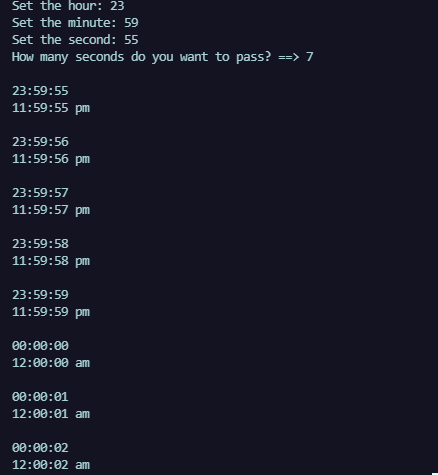 Set the hour: 23
Set the minute: 59
Set the second: 55
How many seconds do you want to pass? ==> 7
23:59:55
11:59:55 pm
23:59:56
11:59:56 pm
23:59:57
11:59:57 pm
23:59:58
11:59:58 pm
23:59:59
11:59:59 pm
00:00:00
12:00:00 am
00:00:01
12:00:01 am
00:00:02
12:00:02 am